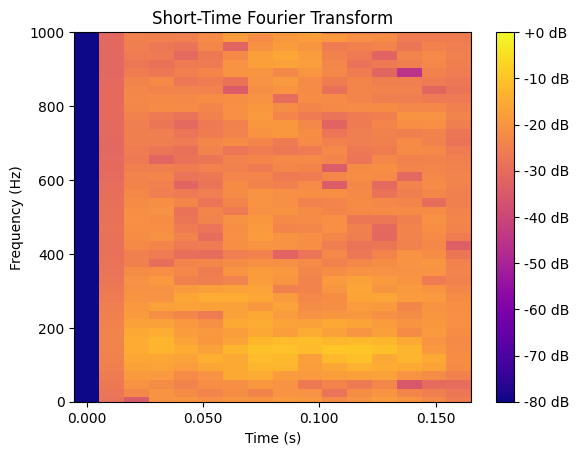 Short-Time Fourier Transform
1000
800
600
400
200
0
Frequency (Hz)
0.000
0.050
0.100
0.150
Time (s)
+0 dB
-10 dB
-20 dB
-30 dB
-40 dB
-50 dB
-60 dB
-70 dB
-80 dB